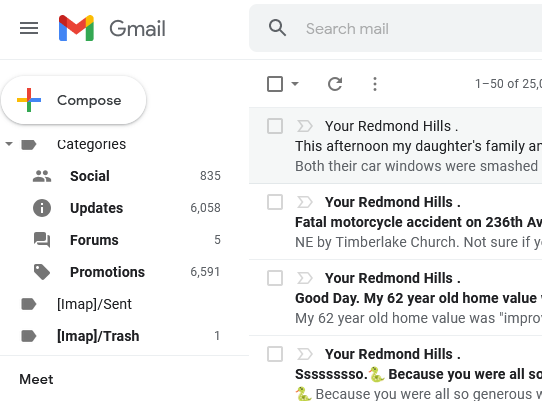 Gmail
Search mail
Compose
1–50 of 25,0
Categories
Social 835
Updates 6,058
Forums 5
Promotions 6,591
[Imap]/Sent
[Imap]/Trash 1
Meet
Your Redmond Hills .
This afternoon my daughter's family an
Both their car windows were smashed
Your Redmond Hills .
Fatal motorcycle accident on 236th Av
NE by Timberlake Church. Not sure if y
Your Redmond Hills .
Good Day. My 62 year old home value
My 62 year old home value was "improv
Your Redmond Hills .
Sssssssso.🐍 Because you were all so
🐍 Because you were all so generous w